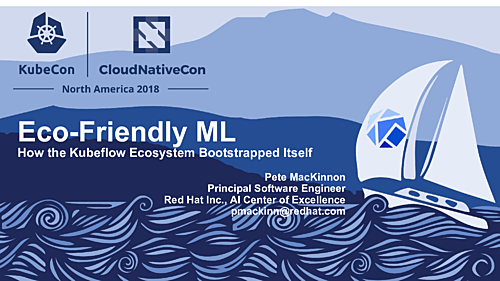 KubeCon
CloudNativeCon
North America 2018
Eco-Friendly ML
How the Kubeflow Ecosystem Bootstrapped Itself
Pete MacKinnon
Principal Software Engineer
Red Hat Inc., AI Center of Excellence
pmackinn@redhat.com